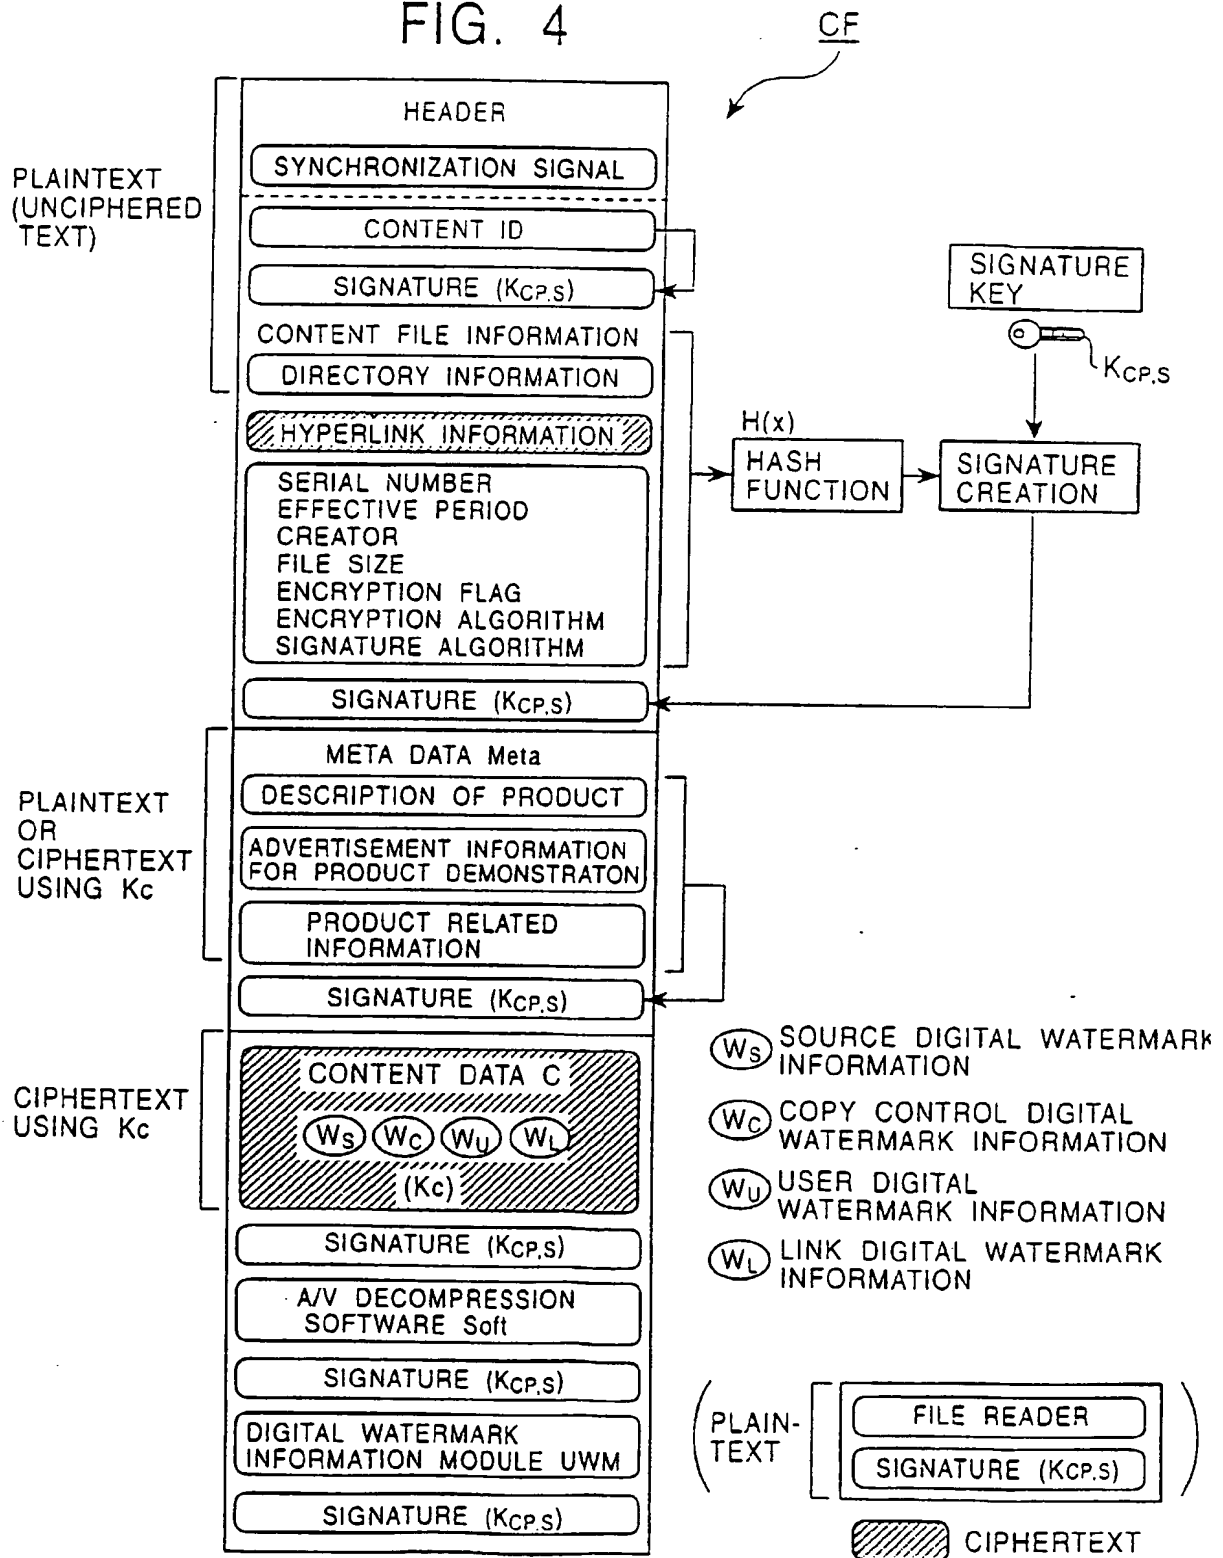 FIG. 4
CF
HEADER
SYNCHRONIZATION SIGNAL
PLAINTEXT
(UNCIPHERED
TEXT)
CONTENT ID
SIGNATURE (KCP,S)
CONTENT FILE INFORMATION
DIRECTORY INFORMATION
HYPERLINK INFORMATION
SERIAL NUMBER
EFFECTIVE PERIOD
CREATOR
FILE SIZE
ENCRYPTION FLAG
ENCRYPTION ALGORITHM
SIGNATURE ALGORITHM
SIGNATURE (KCP,S)
SIGNATURE
KEY
KCP,S
H(x)
HASH
FUNCTION
SIGNATURE
CREATION
META DATA Meta
DESCRIPTION OF PRODUCT
ADVERTISEMENT INFORMATION
FOR PRODUCT DEMONSTRATON
PRODUCT RELATED
INFORMATION
SIGNATURE (KCP,S)
PLAINTEXT
OR
CIPHERTEXT
USING Kc
CIPHERTEXT
USING Kc
CONTENT DATA C
WS WC WU WL
(Kc)
SIGNATURE (KCP,S)
A/V DECOMPRESSION
SOFTWARE Soft
SIGNATURE (KCP,S)
DIGITAL WATERMARK
INFORMATION MODULE UWM
SIGNATURE (KCP,S)
WS SOURCE DIGITAL WATERMARK
INFORMATION
WC COPY CONTROL DIGITAL
WATERMARK INFORMATION
WU USER DIGITAL
WATERMARK INFORMATION
WL LINK DIGITAL WATERMARK
INFORMATION
PLAIN-
TEXT
FILE READER
SIGNATURE (KCP,S)
CIPHERTEXT